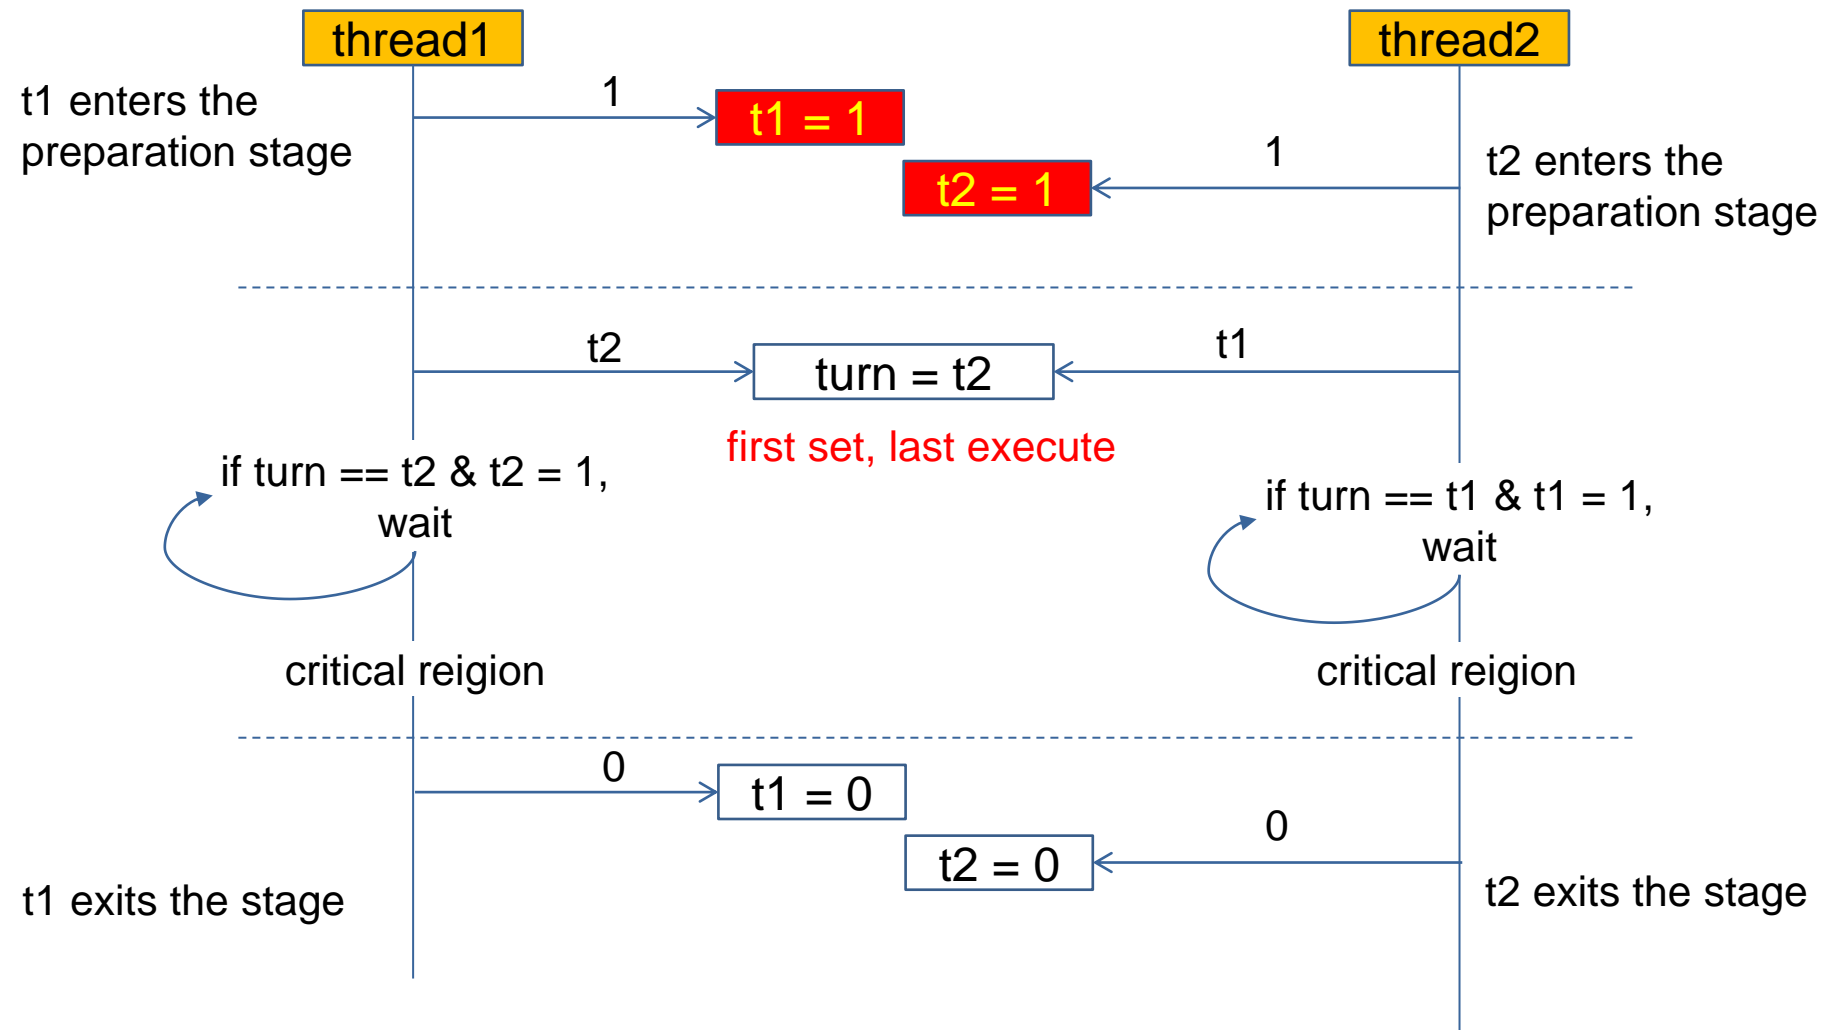 thread1
thread2
t1 enters the
preparation stage
1
t1 = 1
1
t2 = 1
t2 enters the
preparation stage
t2
turn = t2
t1
first set, last execute
if turn == t2 & t2 = 1,
wait
if turn == t1 & t1 = 1,
wait
critical reigion
critical reigion
0
t1 = 0
0
t2 = 0
t1 exits the stage
t2 exits the stage